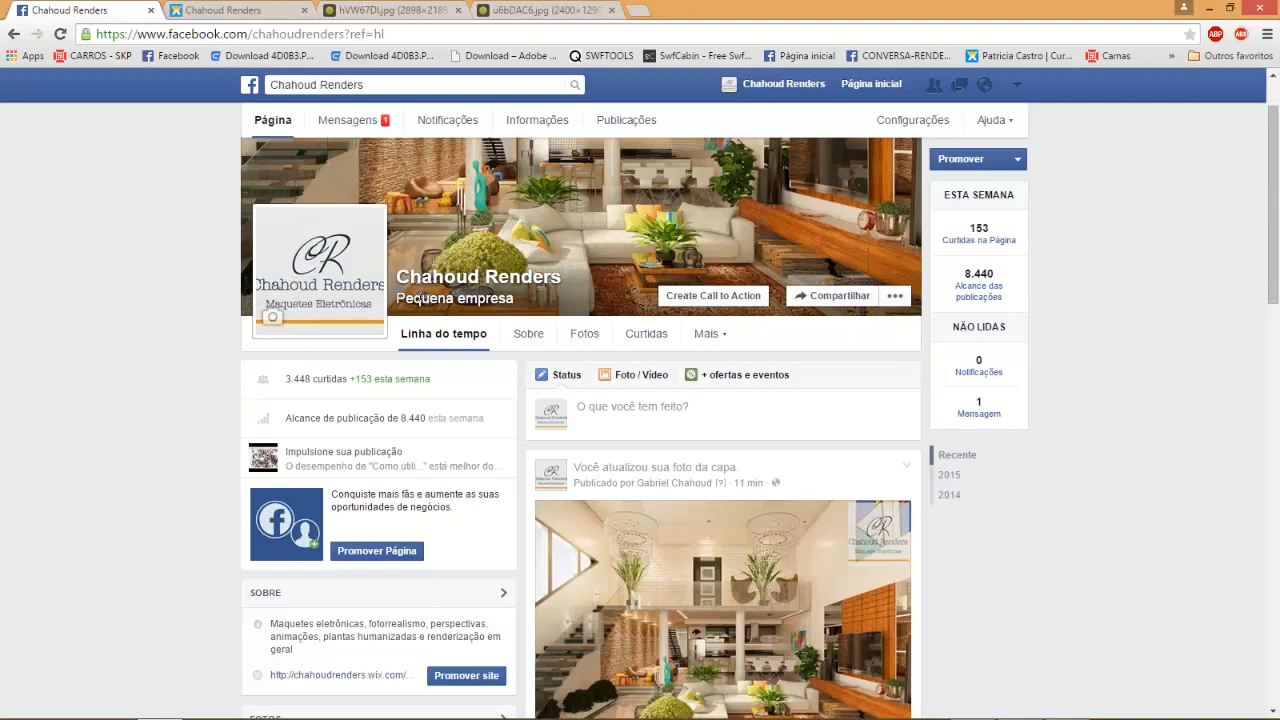 Chahoud Renders
Chahoud Renders
hVW67Dl.jpg (2898×2189
u6bDAC6.jpg (2400×1290
https://www.facebook.com/chahoudrenders?ref=hl
Apps
CARROS - SKP
Facebook
Download 4D0B3.P...
Download 4D0B3.P...
Download – Adobe ...
SWFTOOLS
SwfCabin - Free Swf...
Página inicial
CONVERSA-RENDE...
Patricia Castro | Cur...
Camas
»
Outros favoritos
Chahoud Renders
Chahoud Renders
Página inicial
Página
Mensagens 1
Notificações
Informações
Publicações
Configurações
Ajuda
Promover
ESTA SEMANA
153
Curtidas na Página
8.440
Alcance das
publicações
NÃO LIDAS
0
Notificações
1
Mensagem
Recente
2015
2014
CR
Chahoud Renders
Maquetes Eletrônicas
Chahoud Renders
Pequena empresa
Create Call to Action
Compartilhar
Linha do tempo
Sobre
Fotos
Curtidas
Mais
3.448 curtidas +153 esta semana
Alcance de publicação de 8.440 esta semana
Impulsione sua publicação
O desempenho de "Como utili..." está melhor do...
Conquiste mais fãs e aumente as suas
oportunidades de negócios.
Promover Página
SOBRE
Maquetes eletrônicas, fotorrealismo, perspectivas,
animações, plantas humanizadas e renderização em
geral
http://chahoudrenders.wix.com/...
Promover site
FOTOS
Status
Foto / Vídeo
+ ofertas e eventos
O que você tem feito?
Você atualizou sua foto da capa.
Publicado por Gabriel Chahoud [?] · 11 min ·
CR
Chahoud Renders
Maquetes Eletrônicas